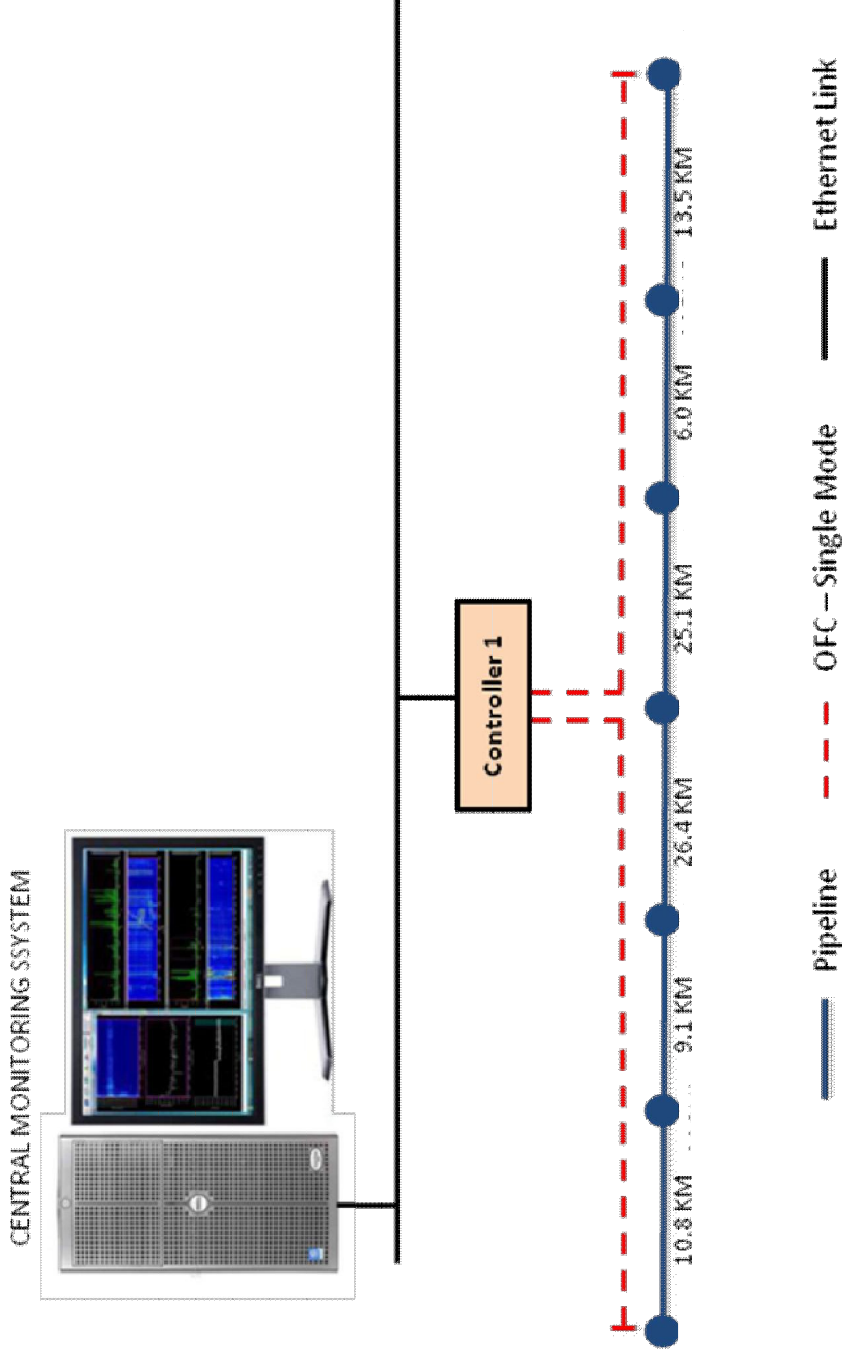 CENTRAL MONITORING SSYSTEM
Controller 1
10.8 KM
9.1 KM
26.4 KM
25.1 KM
6.0 KM
13.5 KM
Pipeline
OFC – Single Mode
Ethernet Link